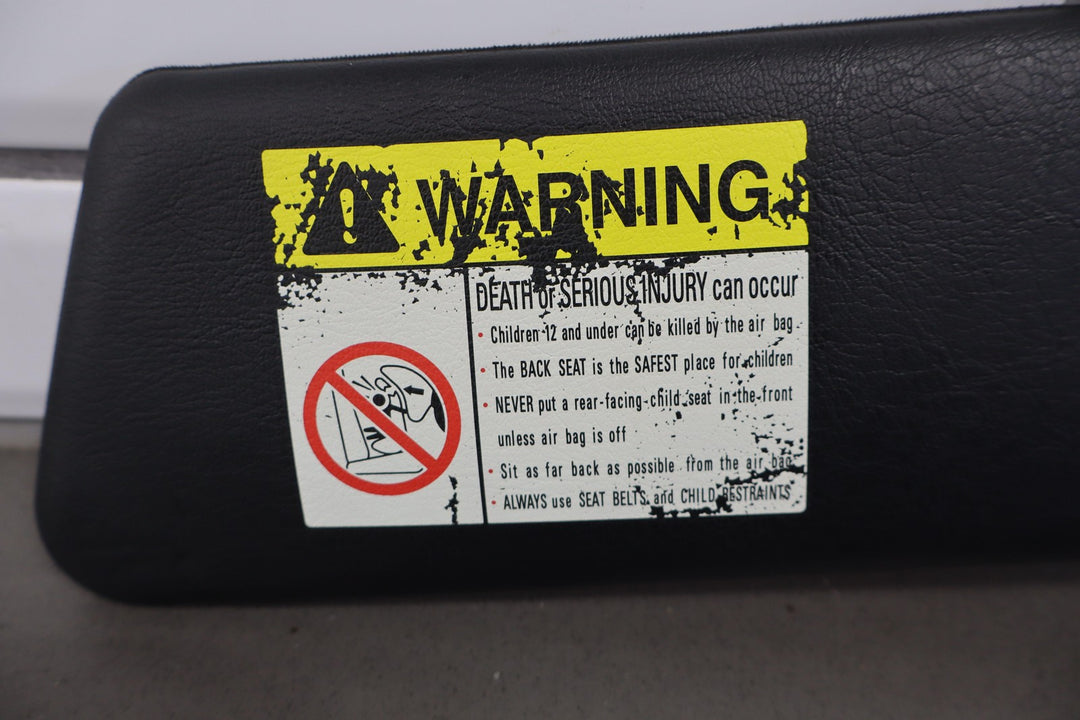 WARNING
DEATH or SERIOUS INJURY can occur
• Children 12 and under can be killed by the air bag
• The BACK SEAT is the SAFEST place for children
• NEVER put a rear-facing child seat in the front
unless air bag is off
• Sit as far back as possible from the air bag
• ALWAYS use SEAT BELTS and CHILD RESTRAINTS